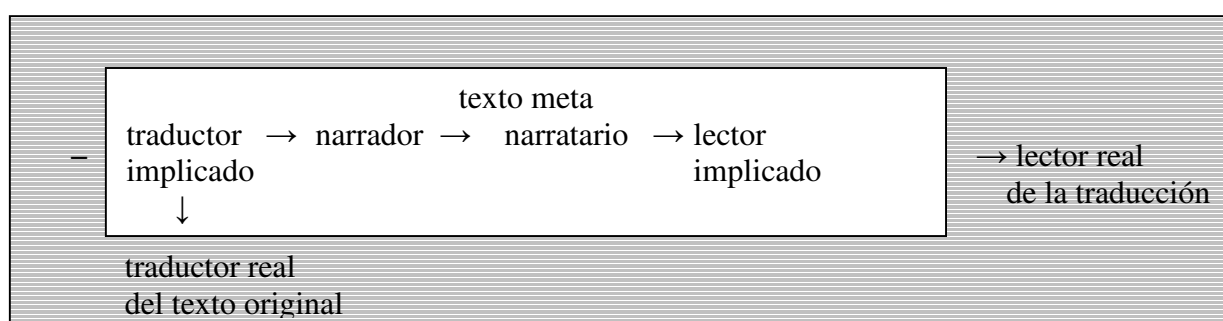 texto meta
traductor → narrador → narratario → lector
implicado implicado
↓
– → lector real
de la traducción
traductor real
del texto original